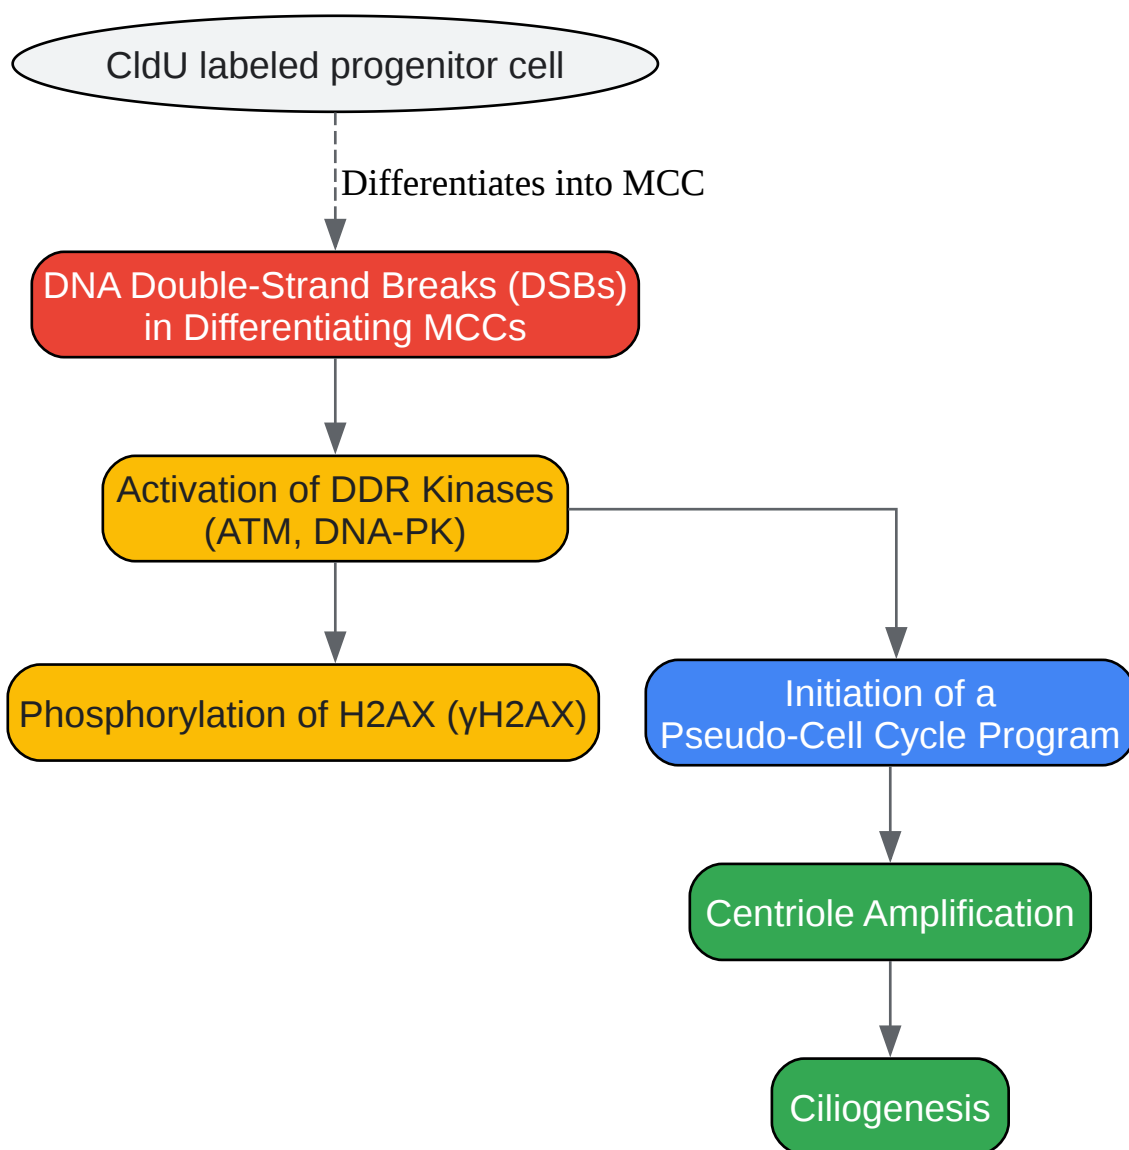 CldU labeled progenitor cell
Differentiates into MCC
DNA Double-Strand Breaks (DSBs)
in Differentiating MCCs
Activation of DDR Kinases
(ATM, DNA-PK)
Phosphorylation of H2AX (γH2AX)
Initiation of a
Pseudo-Cell Cycle Program
Centriole Amplification
Ciliogenesis